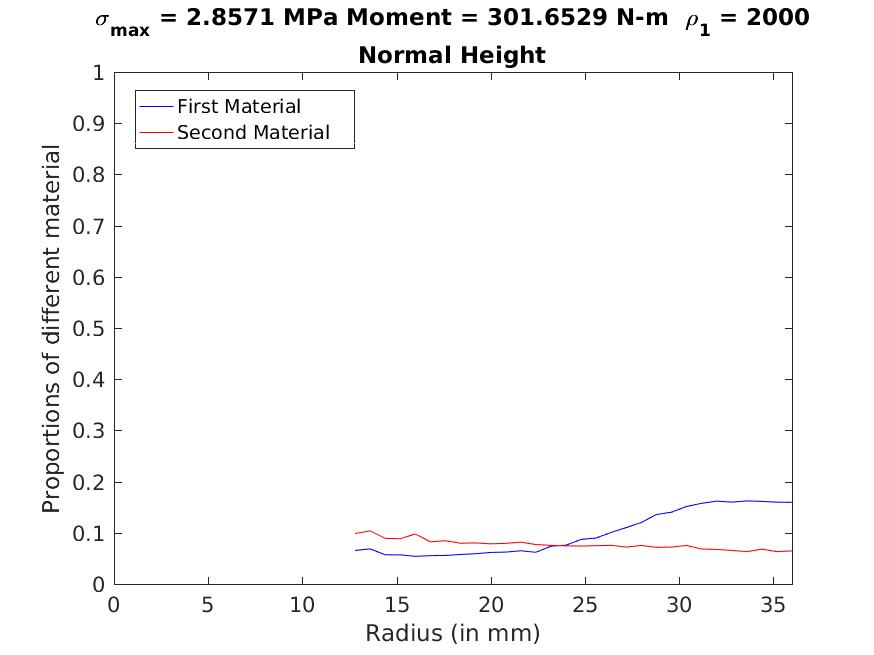 σmax = 2.8571 MPa Moment = 301.6529 N-m ρ1 = 2000
Normal Height
1
First Material
Second Material
0.9
0.8
0.7
0.6
0.5
0.4
0.3
0.2
0.1
0
Proportions of different material
0 5 10 15 20 25 30 35
Radius (in mm)